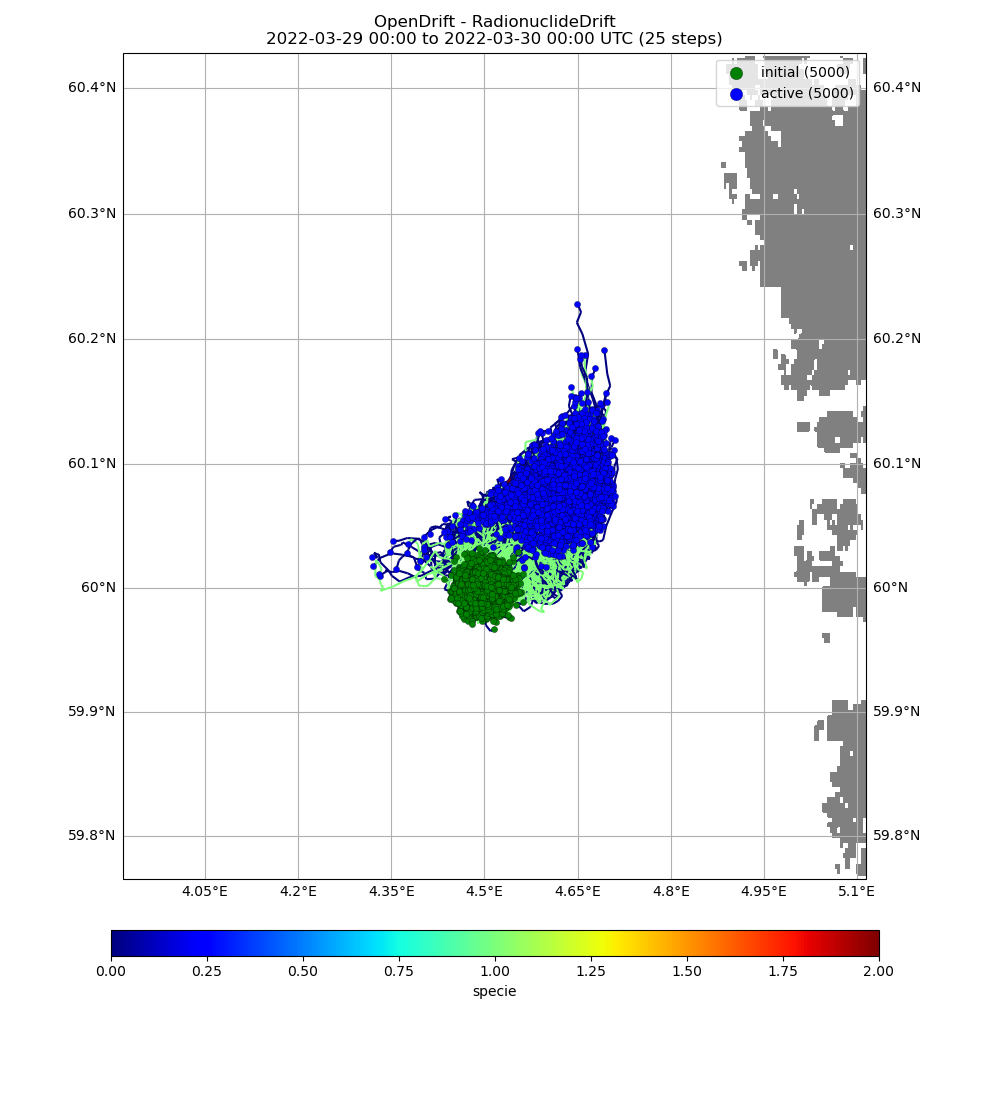 OpenDrift - RadionuclideDrift
2022-03-29 00:00 to 2022-03-30 00:00 UTC (25 steps)
initial (5000)
active (5000)
60.4°N 60.4°N
60.3°N 60.3°N
60.2°N 60.2°N
60.1°N 60.1°N
60°N 60°N
59.9°N 59.9°N
59.8°N 59.8°N
4.05°E 4.2°E 4.35°E 4.5°E 4.65°E 4.8°E 4.95°E 5.1°E
0.00 0.25 0.50 0.75 1.00 1.25 1.50 1.75 2.00
specie